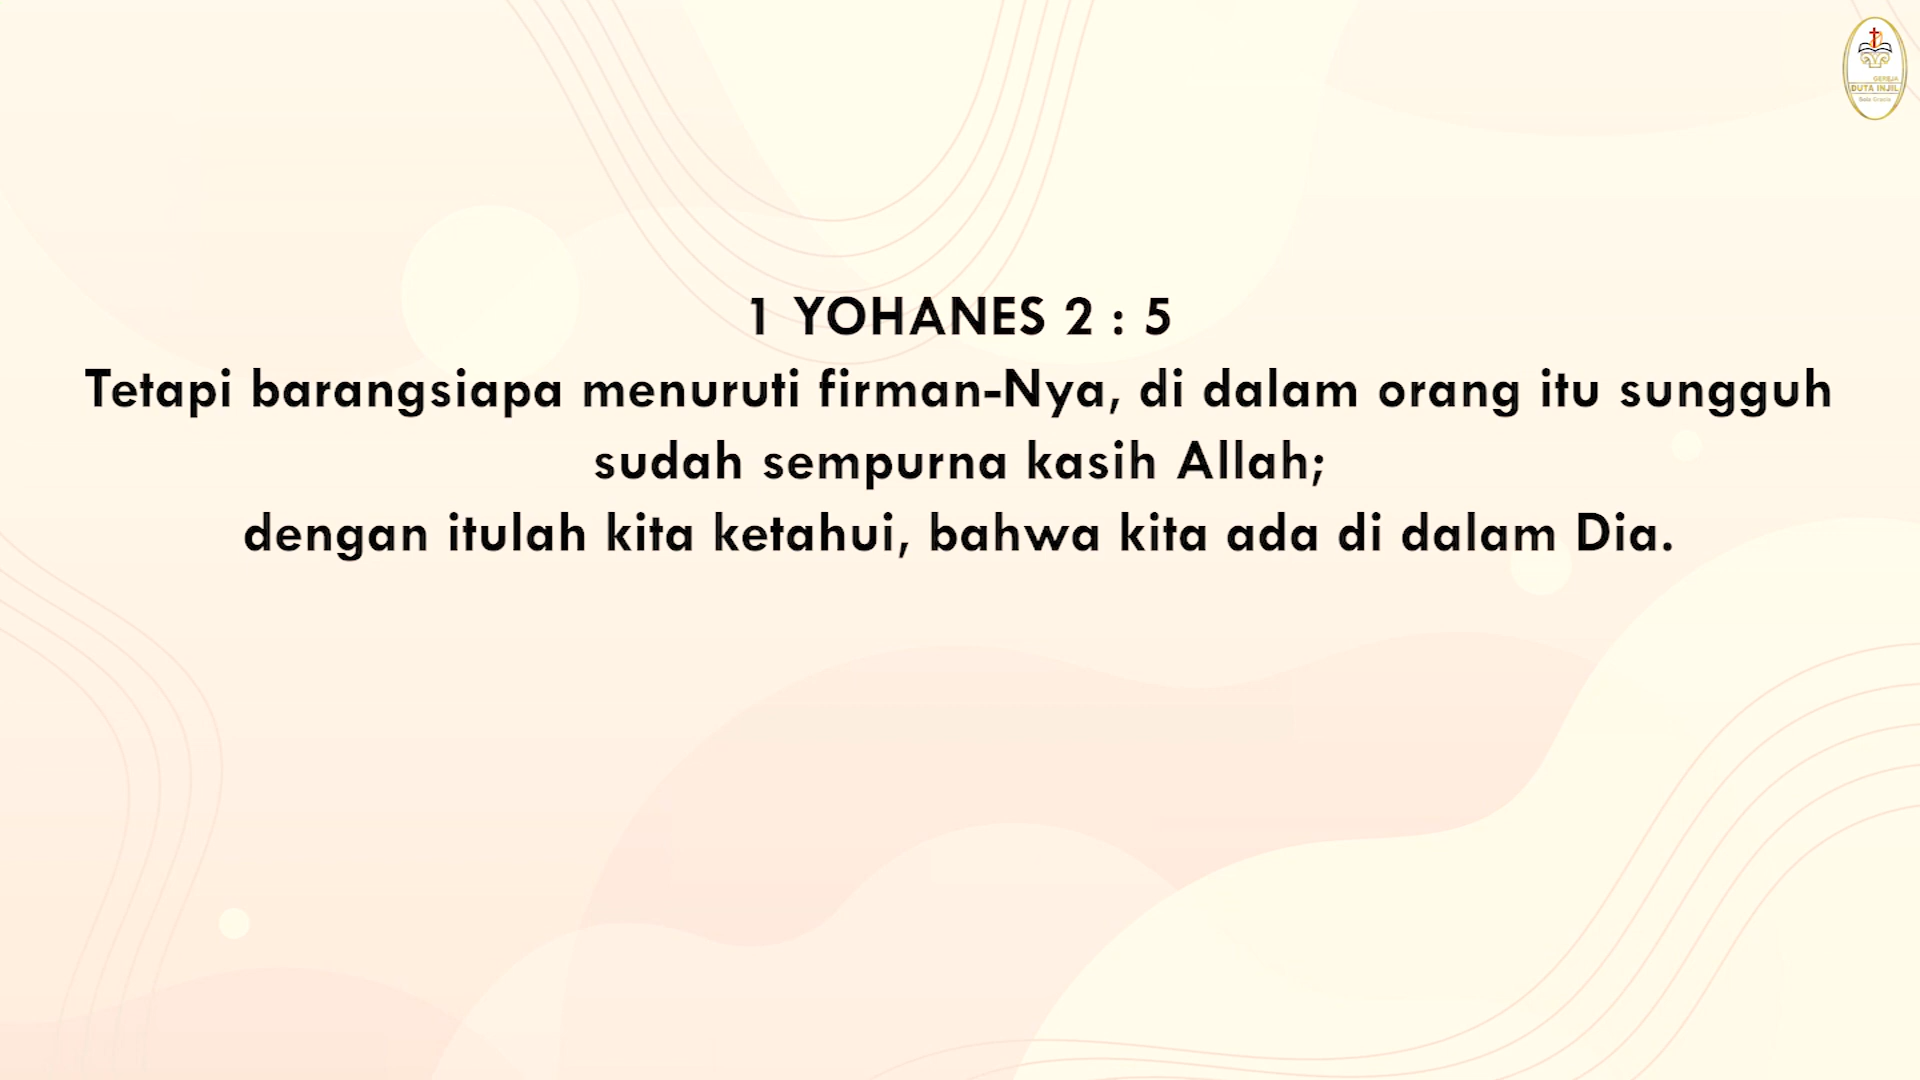 GEREJA
DUTA INJIL
1 YOHANES 2 : 5
Tetapi barangsiapa menuruti firman-Nya, di dalam orang itu sungguh
sudah sempurna kasih Allah;
dengan itulah kita ketahui, bahwa kita ada di dalam Dia.